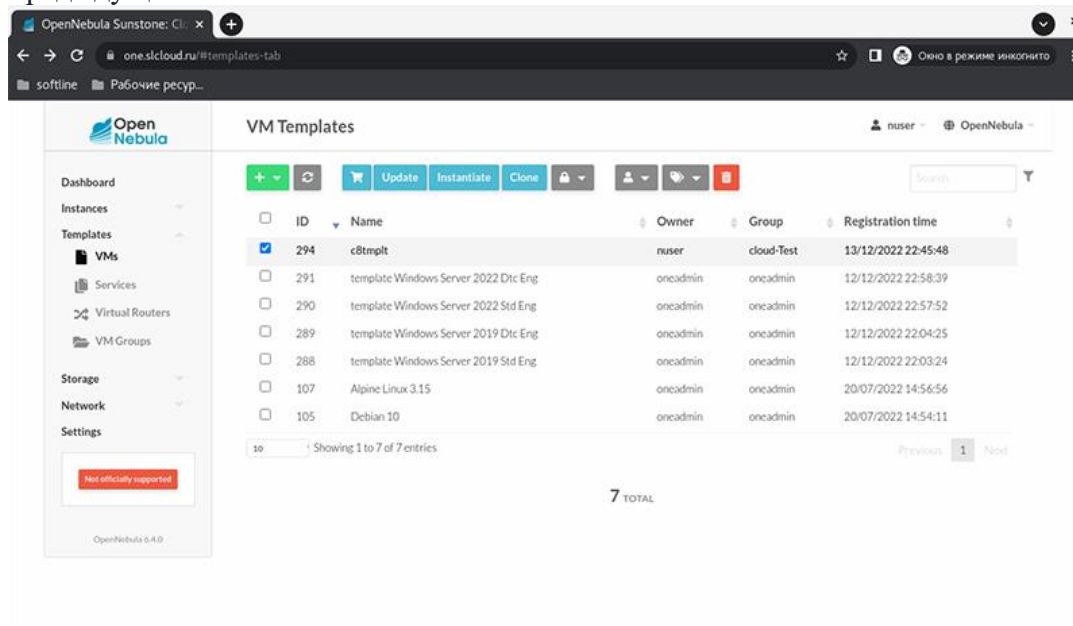 OpenNebula Sunstone: Clo
one.slcloud.ru/#templates-tab
Окно в режиме инкогнито
softline Рабочие ресур...
Open Nebula
VM Templates
nuser OpenNebula
Update Instantiate Clone
Search
Dashboard
Instances
Templates
VMs
Services
Virtual Routers
VM Groups
Storage
Network
Settings
Not officially supported
OpenNebula 6.4.0
ID Name Owner Group Registration time
294 c8tmplt nuser cloud-Test 13/12/2022 22:45:48
291 template Windows Server 2022 Dtc Eng oneadmin oneadmin 12/12/2022 22:58:39
290 template Windows Server 2022 Std Eng oneadmin oneadmin 12/12/2022 22:57:52
289 template Windows Server 2019 Dtc Eng oneadmin oneadmin 12/12/2022 22:04:25
288 template Windows Server 2019 Std Eng oneadmin oneadmin 12/12/2022 22:03:24
107 Alpine Linux 3.15 oneadmin oneadmin 20/07/2022 14:56:56
105 Debian 10 oneadmin oneadmin 20/07/2022 14:54:11
10 Showing 1 to 7 of 7 entries
Previous 1 Next
7 TOTAL